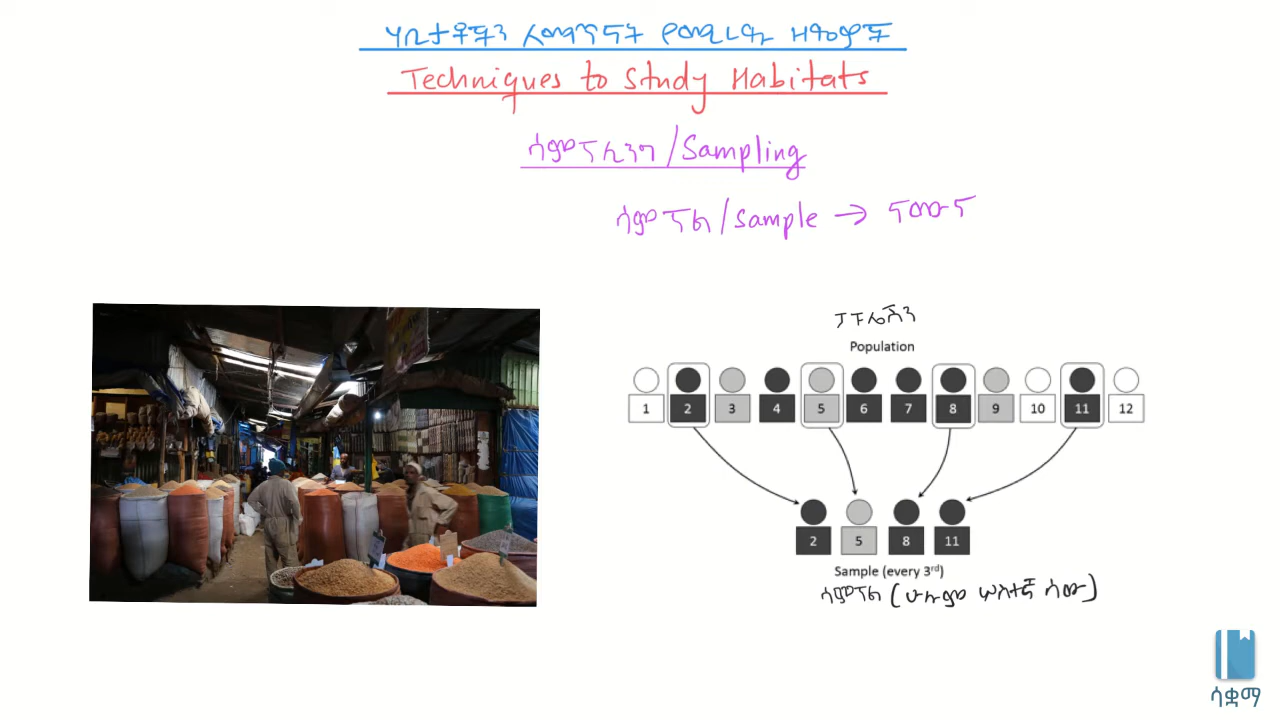 ሃቢታቶችን ለማጥናት የሚረዱ ዘዴዎች
Techniques to Study Habitats
ሳምፕሊንግ/Sampling
ሳምፕል/Sample → ናሙና
ፖፑሌሽን
Population
1 2 3 4 5 6 7 8 9 10 11 12
2 5 8 11
Sample (every 3rd)
ሳምፕል (ሁሉም ሦስተኛ ሰው)
ሳቋማ